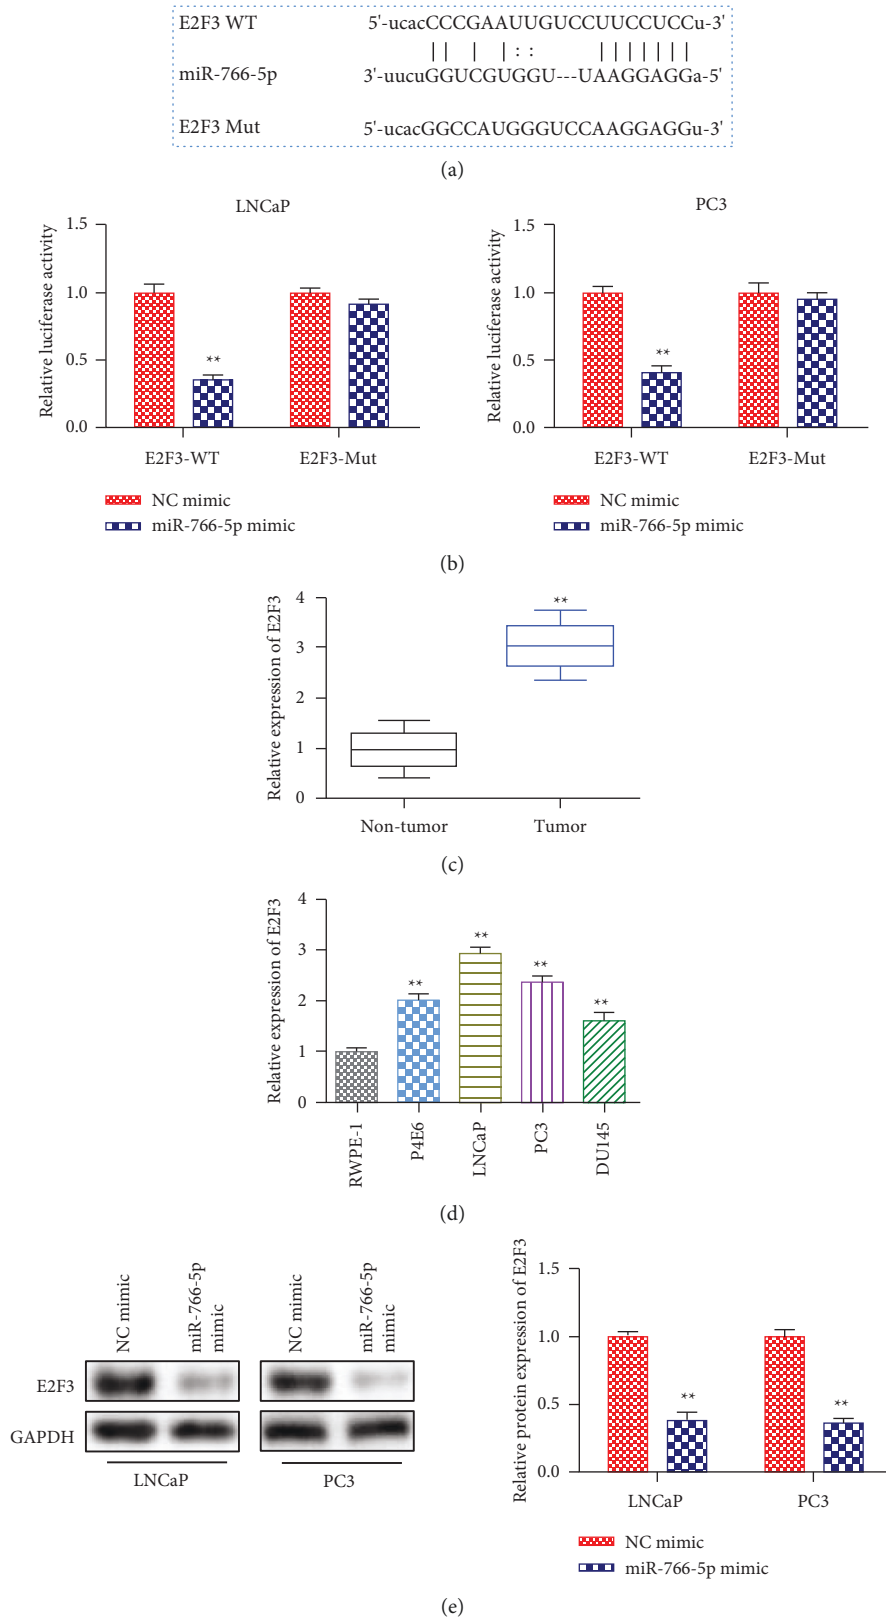 E2F3 WT 5'-ucacCCCGAAUUGUCCUUCCUCCu-3'
|| | |:: |||||||
miR-766-5p 3'-uucuGGUCGUGGU---UAAGGAGGa-5'
E2F3 Mut 5'-ucacGGCCAUGGGUCCAAGGAGGu-3'
(a)
LNCaP
Relative luciferase activity
1.5
1.0
0.5
0.0
**
E2F3-WT E2F3-Mut
NC mimic
miR-766-5p mimic
PC3
Relative luciferase activity
1.5
1.0
0.5
0.0
**
E2F3-WT E2F3-Mut
NC mimic
miR-766-5p mimic
(b)
Relative expression of E2F3
4
3
2
1
0
**
Non-tumor Tumor
(c)
Relative expression of E2F3
4
3
2
1
0
**
**
**
**
RWPE-1
P4E6
LNCaP
PC3
DU145
(d)
NC mimic
miR-766-5p
mimic
NC mimic
miR-766-5p
mimic
E2F3
GAPDH
LNCaP PC3
Relative protein expression of E2F3
1.5
1.0
0.5
0.0
**
**
LNCaP PC3
NC mimic
miR-766-5p mimic
(e)